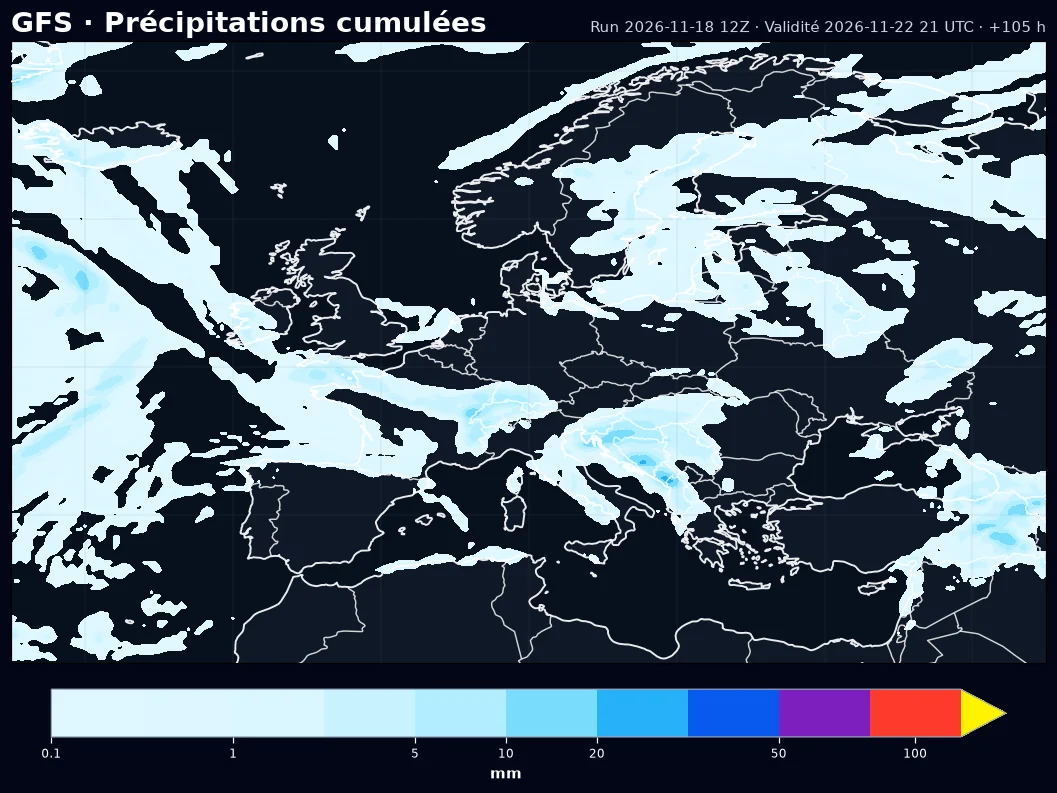 GFS · Précipitations cumulées
Run 2026-11-18 12Z · Validité 2026-11-22 21 UTC · +105 h
0.1 1 5 10 20 50 100
mm